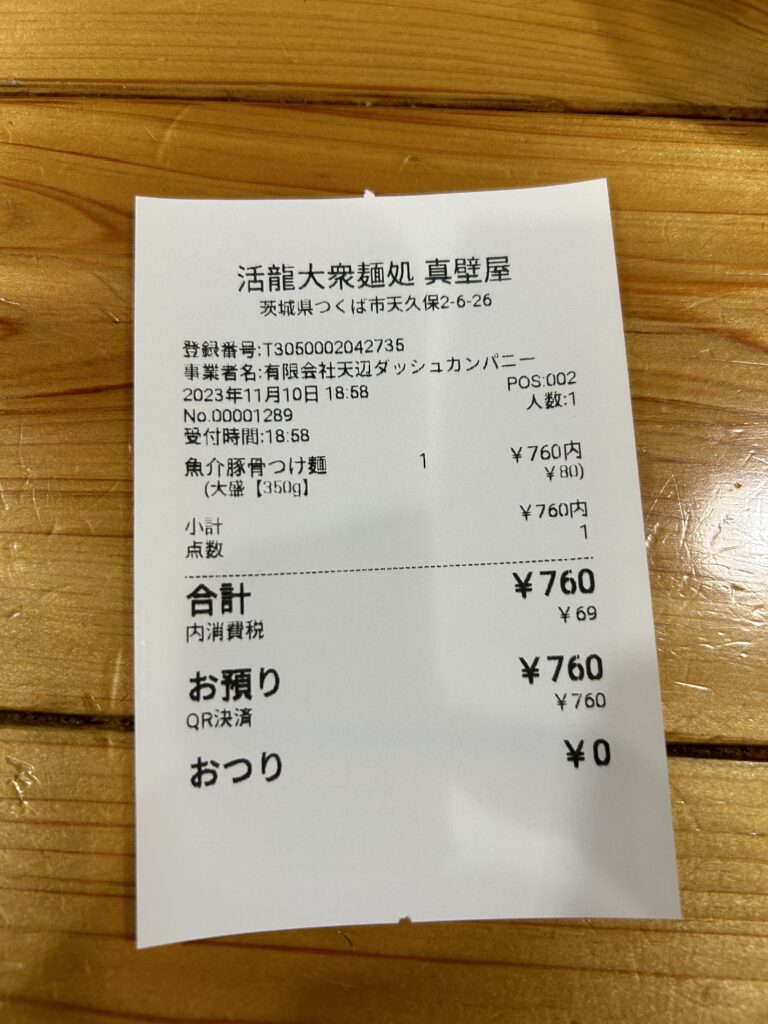 活龍大衆麺処 真壁屋
茨城県つくば市天久保2-6-26
登録番号:T3050002042735
事業者名:有限会社天辺ダッシュカンパニー
2023年11月10日 18:58 POS:002
No.00001289 人数:1
受付時間:18:58
魚介豚骨つけ麺 1 ¥760内
(大盛【350g】 ¥80)
小計 ¥760内
点数 1
合計 ¥760
内消費税 ¥69
お預り ¥760
QR決済 ¥760
おつり ¥0